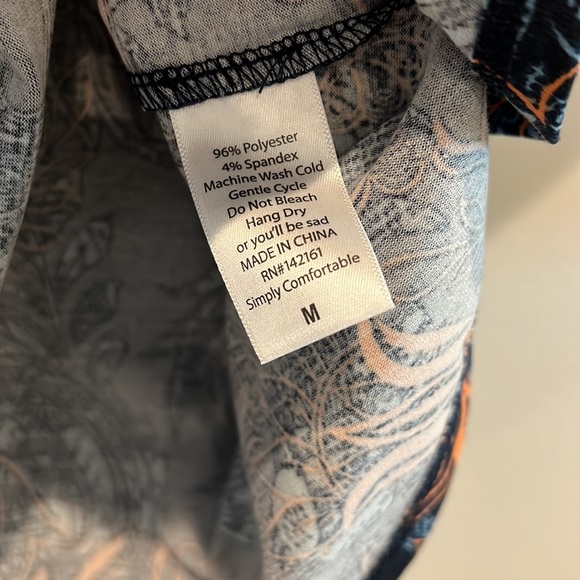 96% Polyester
4% Spandex
Machine Wash Cold
Gentle Cycle
Do Not Bleach
Hang Dry
or you'll be sad
MADE IN CHINA
RN#142161
Simply Comfortable
M